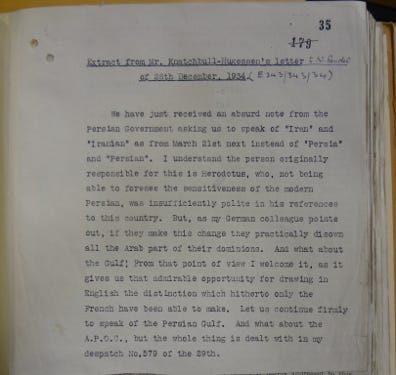 35
179
Extract from Mr. Knatchbull-Hugessen's letter to Mr Rendel
of 28th December, 1934. (E 343/343/34)
We have just received an absurd note from the
Persian Government asking us to speak of "Iran" and
"Iranian" as from March 21st next instead of "Persia"
and "Persian". I understand the person originally
responsible for this is Herodotus, who, not being
able to foresee the sensitiveness of the modern
Persian, was insufficiently polite in his references
to this country. But, as my German colleague points
out, if they make this change they practically disown
all the Arab part of their dominions. And what about
the Gulf! From that point of view I welcome it, as it
gives us that admirable opportunity for drawing in
English the distinction which hitherto only the
French have been able to make. Let us continue firmly
to speak of the Persian Gulf. And what about the
A.P.O.C., but the whole thing is dealt with in my
despatch No.579 of the 29th.